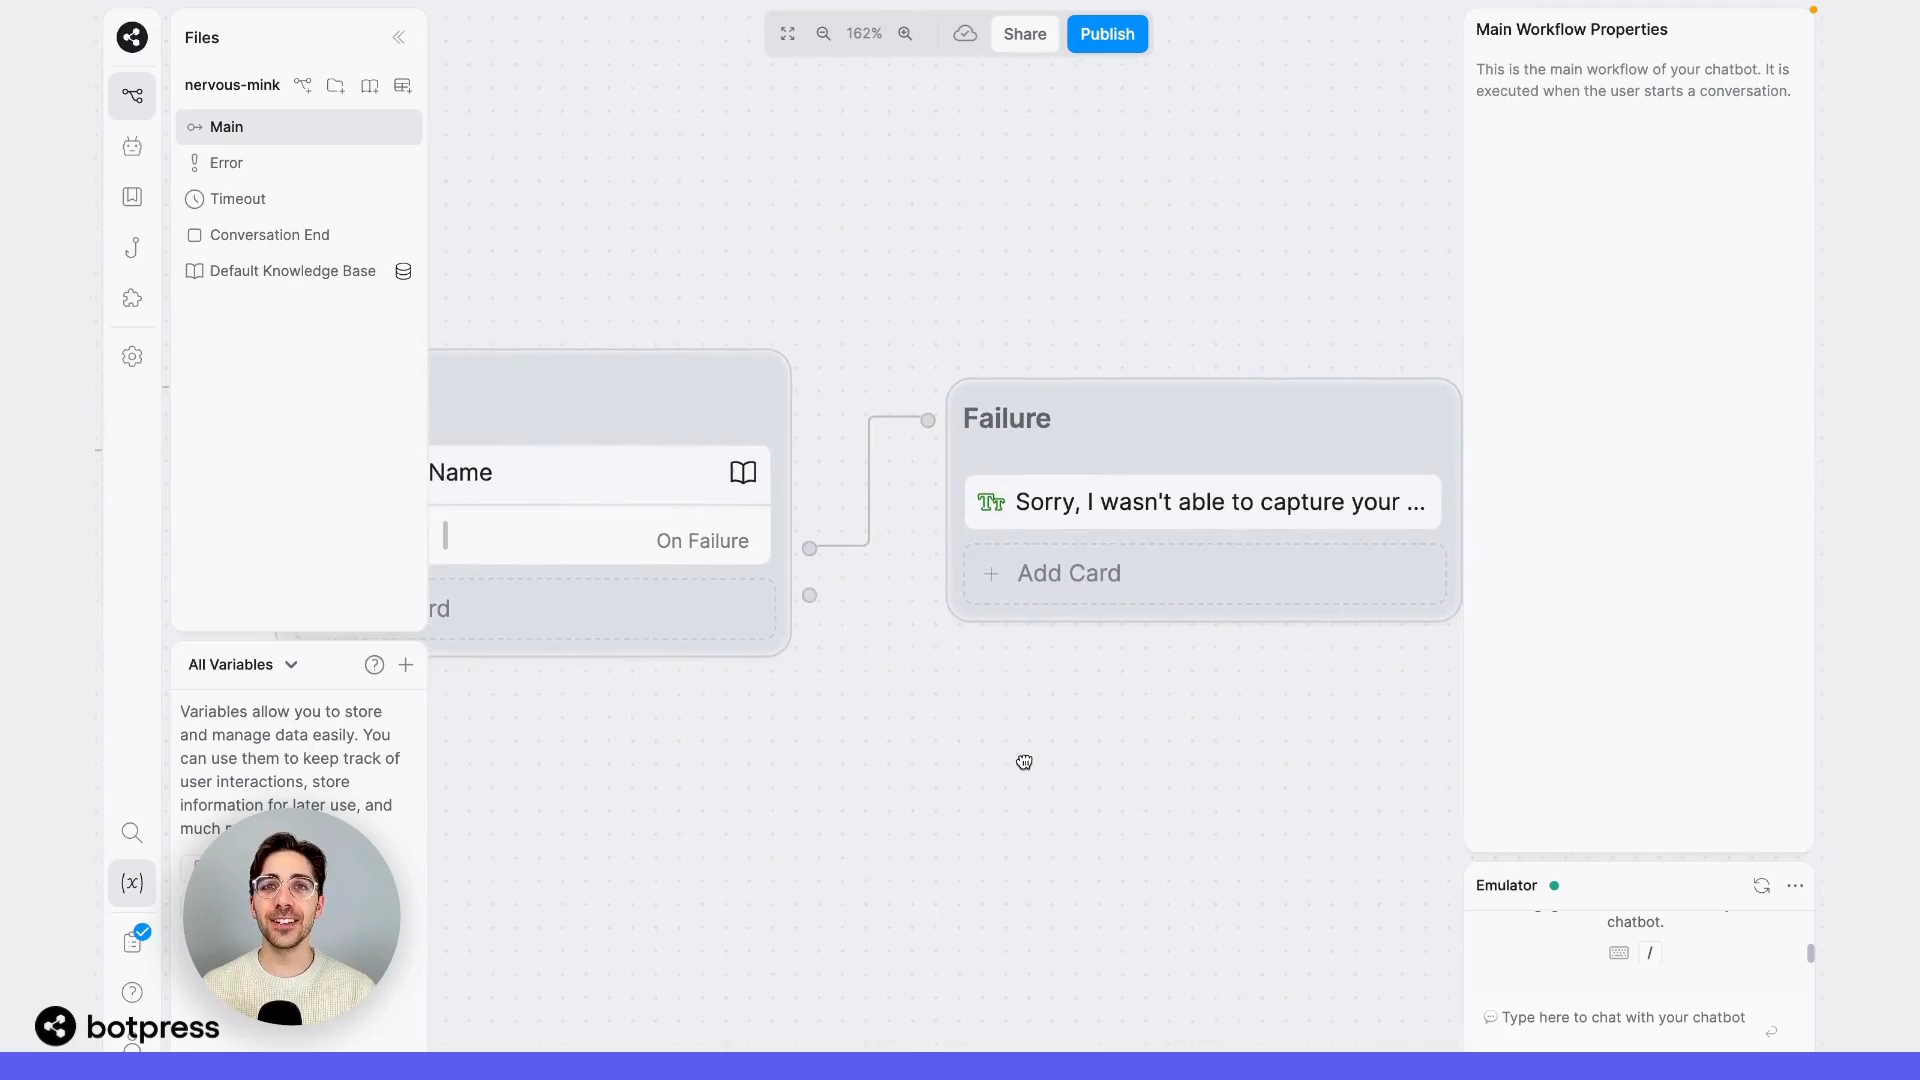 Files
nervous-mink
Main
Error
Timeout
Conversation End
Default Knowledge Base
162%
Share
Publish
Main Workflow Properties
This is the main workflow of your chatbot. It is
executed when the user starts a conversation.
Name
On Failure
rd
Failure
Tt Sorry, I wasn't able to capture your ...
+ Add Card
All Variables
Variables allow you to store
and manage data easily. You
can use them to keep track of
user interactions, store
information for later use, and
much
(x)
Emulator
chatbot.
/
Type here to chat with your chatbot
botpress